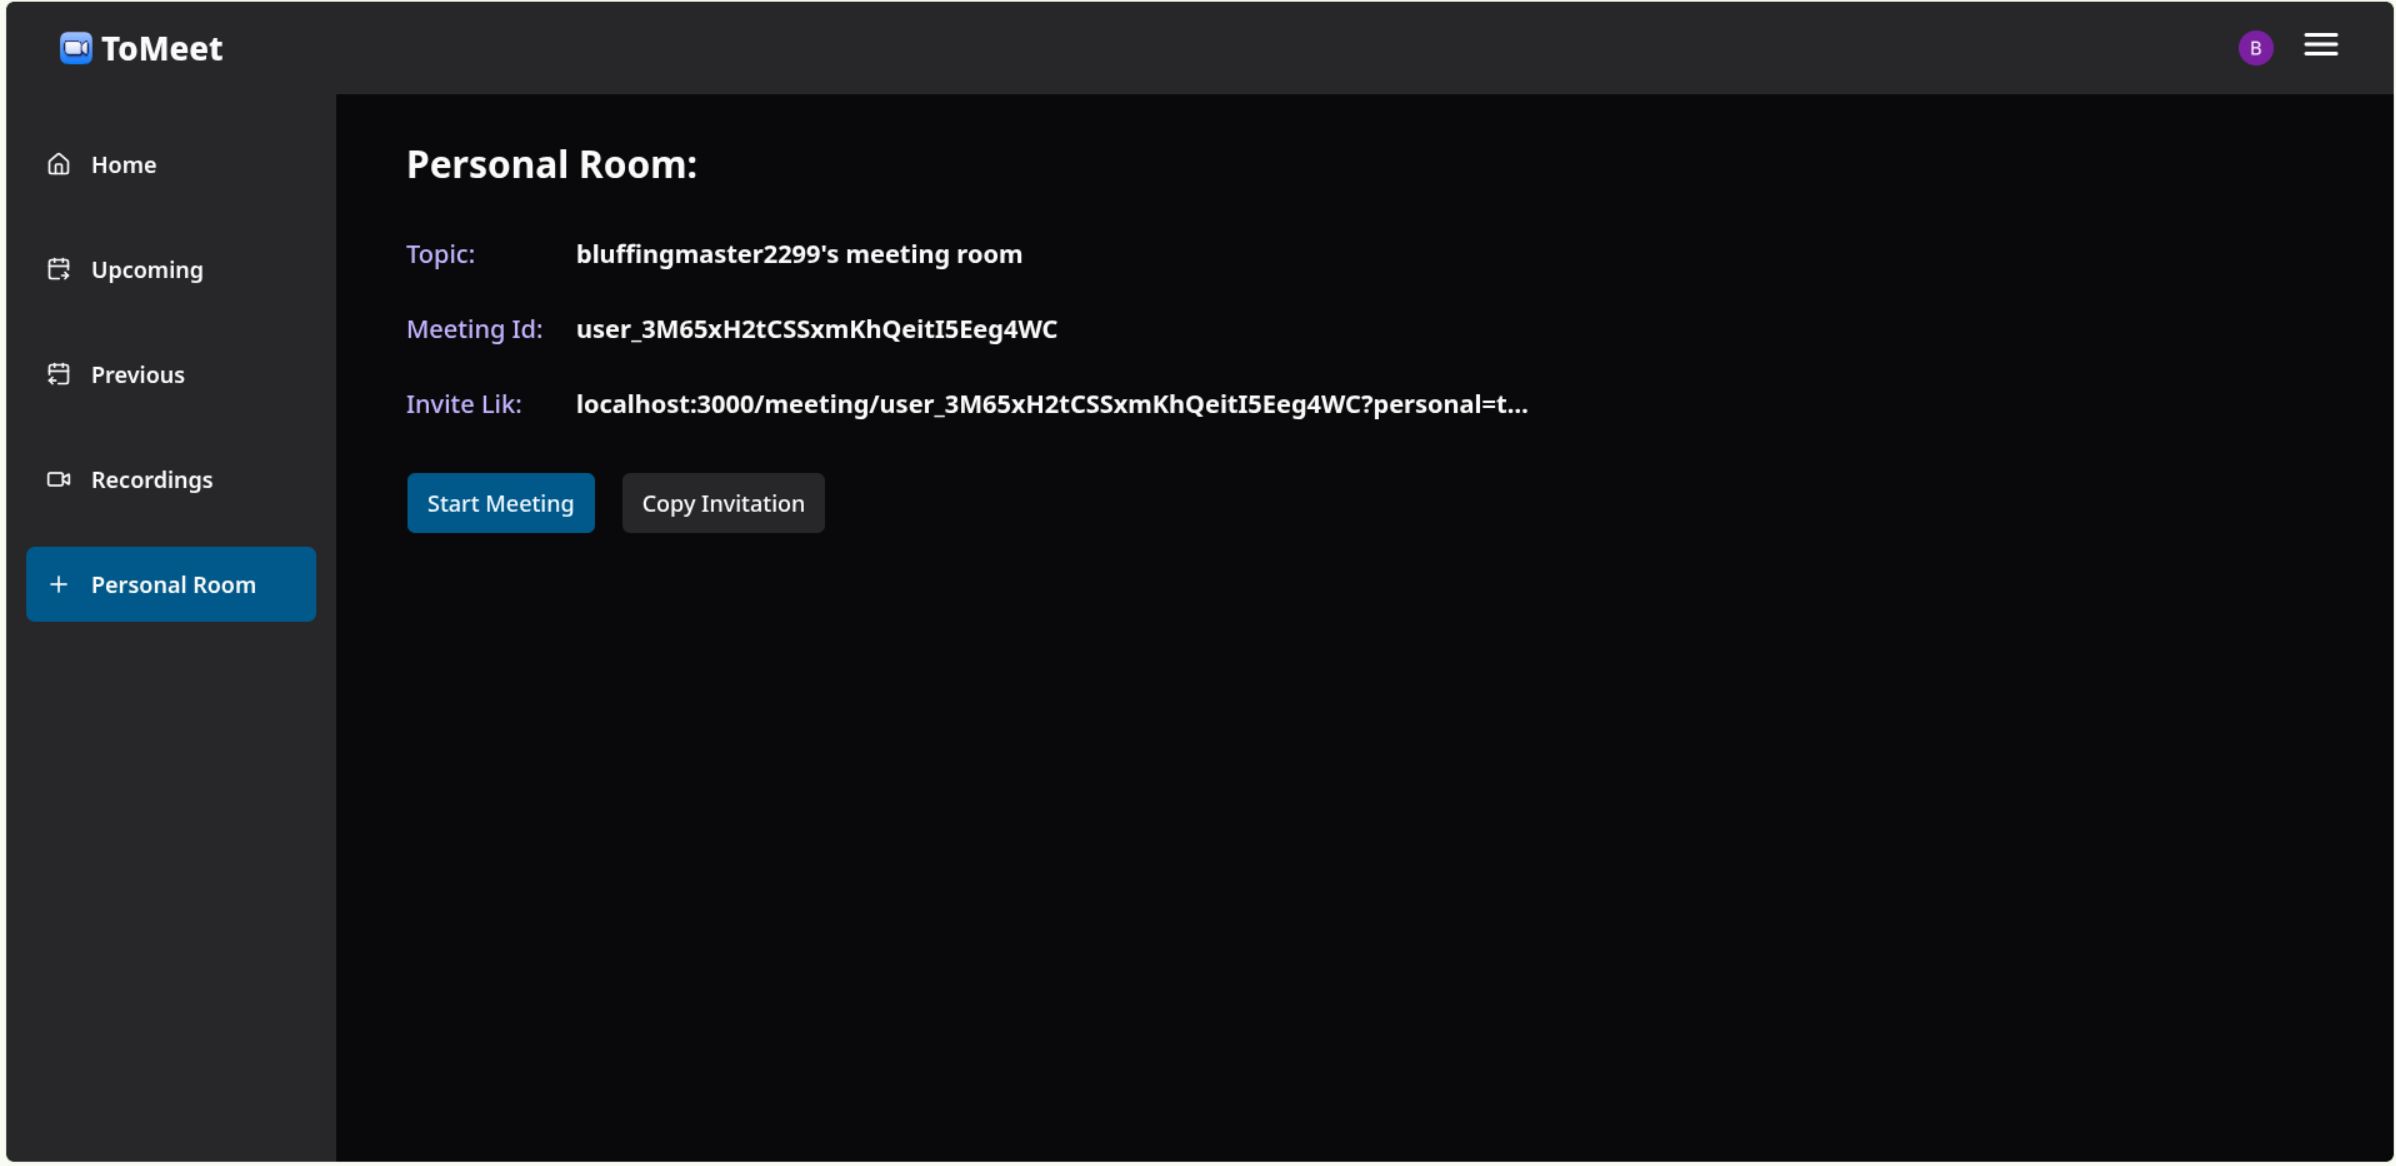 ToMeet
B
Home
Upcoming
Previous
Recordings
Personal Room
Personal Room:
Topic: bluffingmaster2299's meeting room
Meeting Id: user_3M65xH2tCSSxmKhQeitI5Eeg4WC
Invite Lik: localhost:3000/meeting/user_3M65xH2tCSSxmKhQeitI5Eeg4WC?personal=t...
Start Meeting Copy Invitation